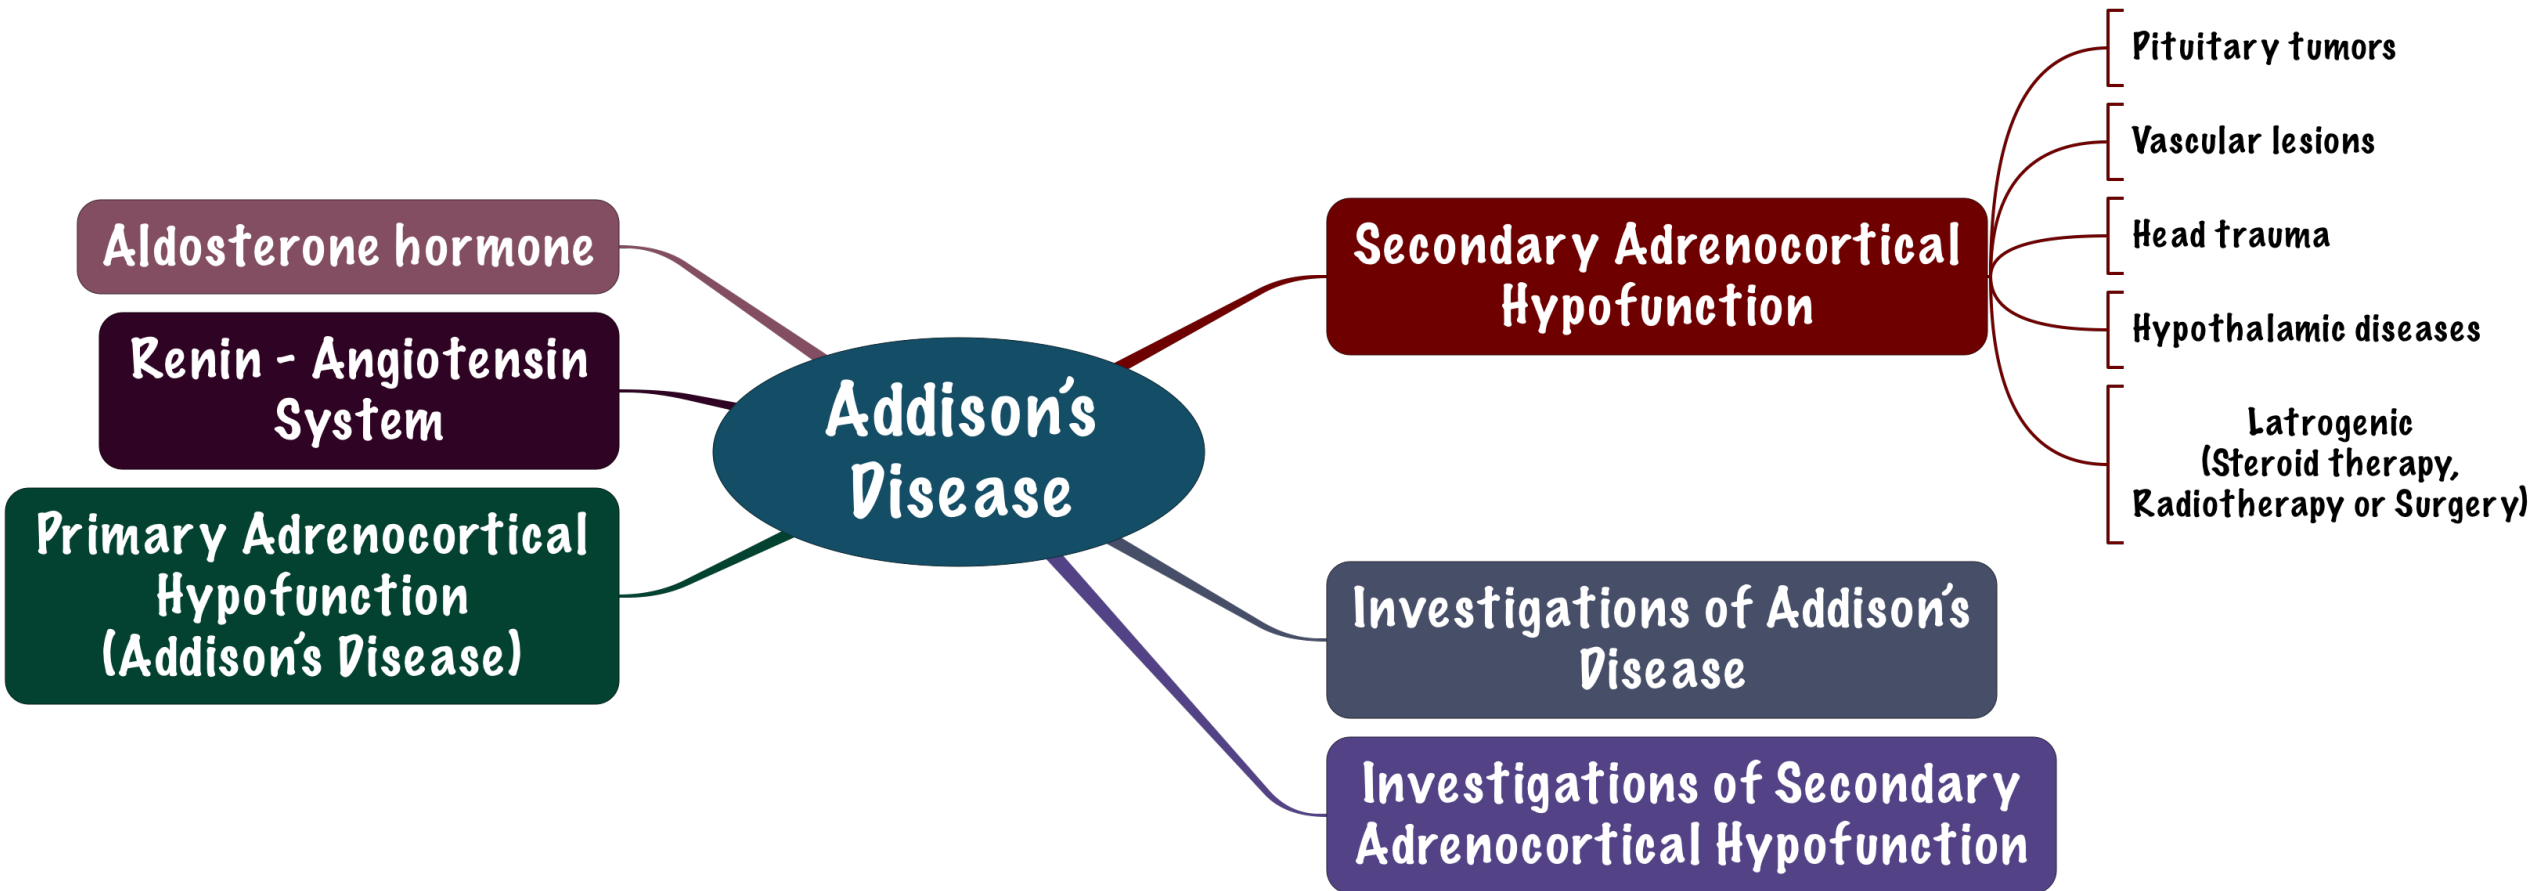 Addison's
Disease
Aldosterone hormone
Renin - Angiotensin
System
Primary Adrenocortical
Hypofunction
(Addison's Disease)
Secondary Adrenocortical
Hypofunction
Pituitary tumors
Vascular lesions
Head trauma
Hypothalamic diseases
Latrogenic
(Steroid therapy,
Radiotherapy or Surgery)
Investigations of Addison's
Disease
Investigations of Secondary
Adrenocortical Hypofunction